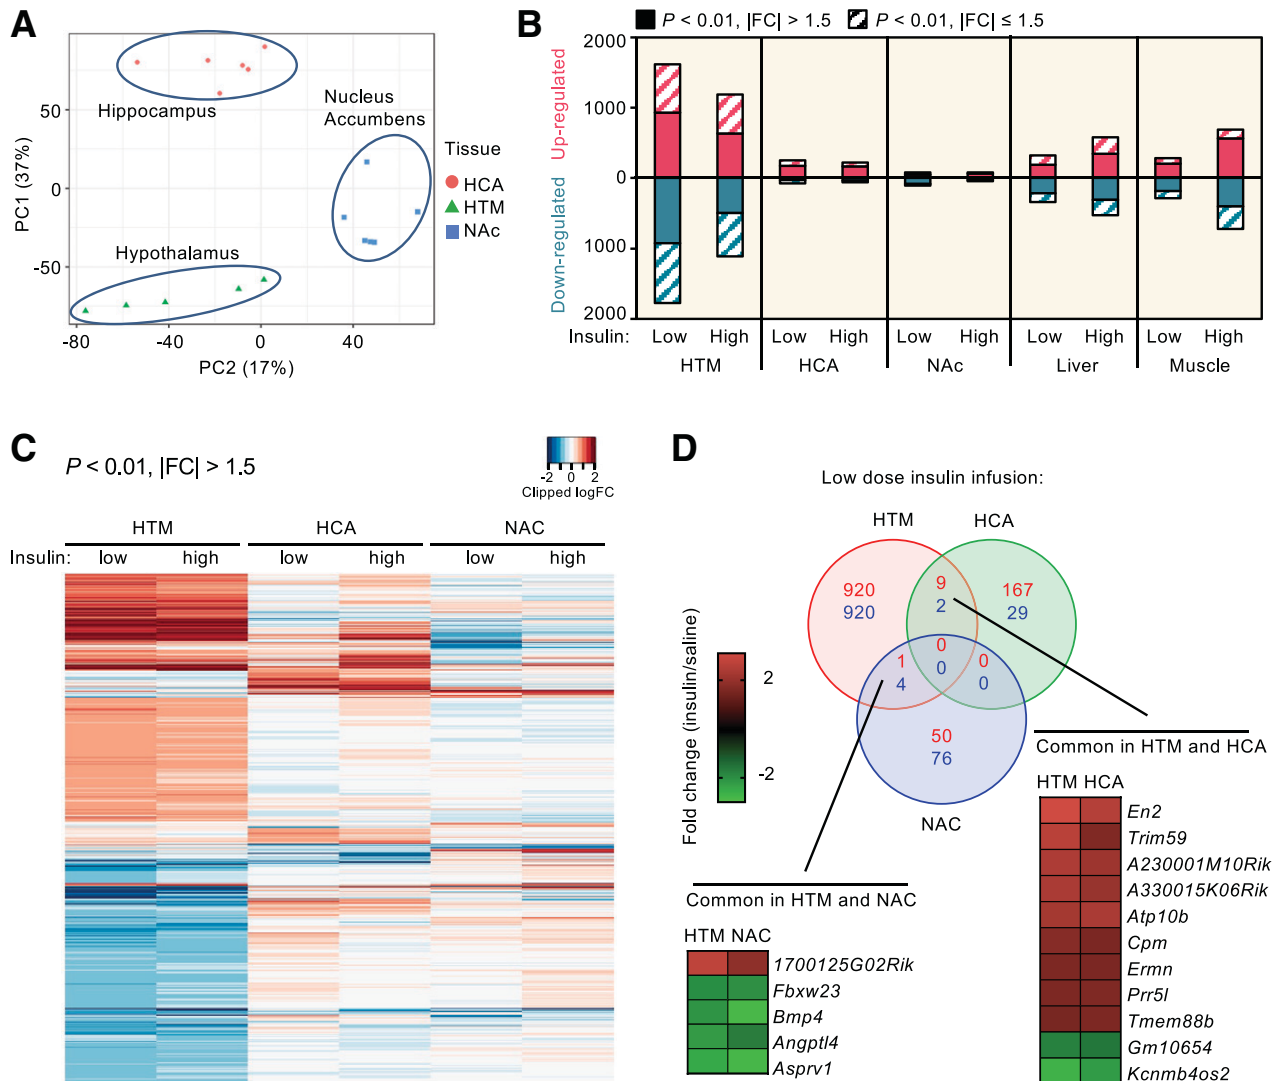 A
PC1 (37%)
50
0
-50
-80
-40
0
40
PC2 (17%)
Hippocampus
Nucleus
Accumbens
Hypothalamus
Tissue
HCA
HTM
NAc
B
P < 0.01, |FC| > 1.5
P < 0.01, |FC| ≤ 1.5
Up-regulated
Down-regulated
2000
1000
0
1000
2000
Insulin: Low High Low High Low High Low High Low High
HTM HCA NAc Liver Muscle
C
P < 0.01, |FC| > 1.5
-2 0 2
Clipped logFC
HTM HCA NAC
Insulin: low high low high low high
D
Low dose insulin infusion:
HTM
HCA
920
920
9
2
167
29
0
0
1
4
0
0
50
76
NAC
Fold change (insulin/saline)
2
-2
Common in HTM and NAC
HTM NAC
1700125G02Rik
Fbxw23
Bmp4
Angptl4
Asprv1
Common in HTM and HCA
HTM HCA
En2
Trim59
A230001M10Rik
A330015K06Rik
Atp10b
Cpm
Ermn
Prr5l
Tmem88b
Gm10654
Kcnmb4os2